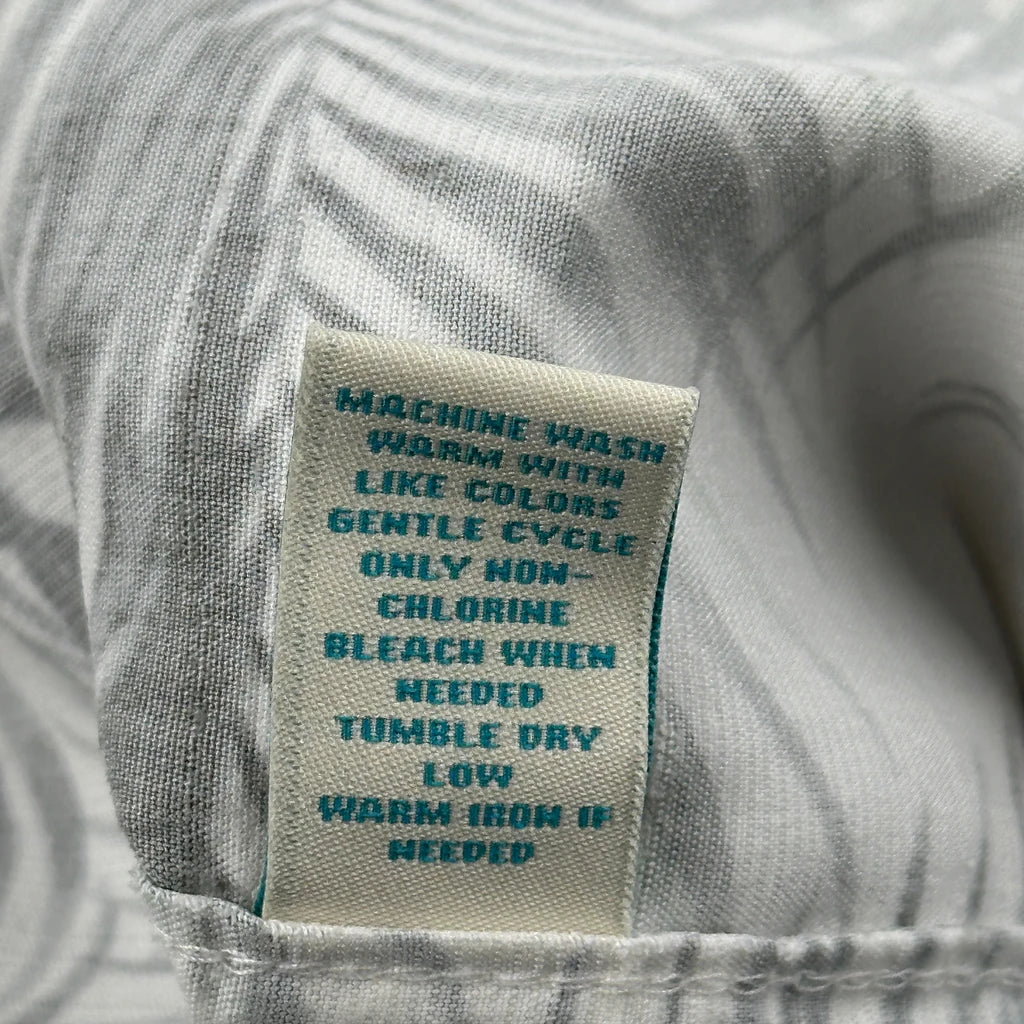 MACHINE WASH
WARM WITH
LIKE COLORS
GENTLE CYCLE
ONLY NON-
CHLORINE
BLEACH WHEN
NEEDED
TUMBLE DRY
LOW
WARM IRON IF
NEEDED